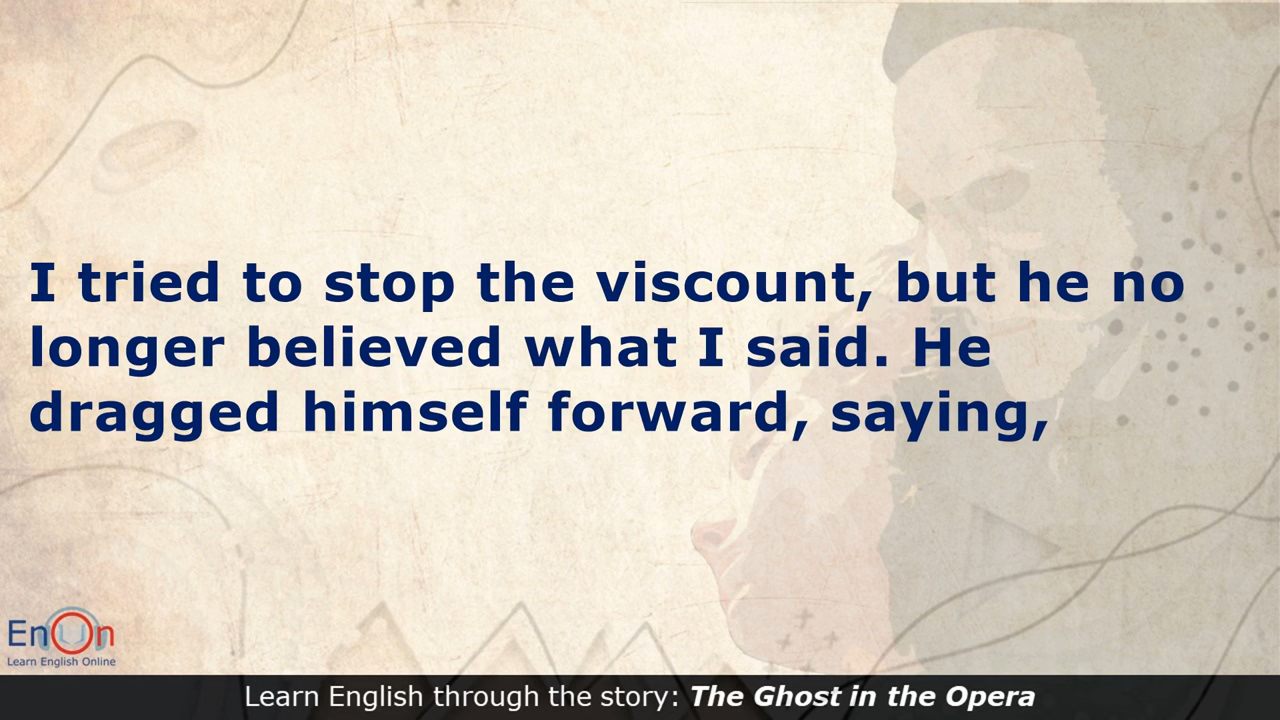 I tried to stop the viscount, but he no
longer believed what I said. He
dragged himself forward, saying,
EnOn
Learn English Online
Learn English through the story: The Ghost in the Opera